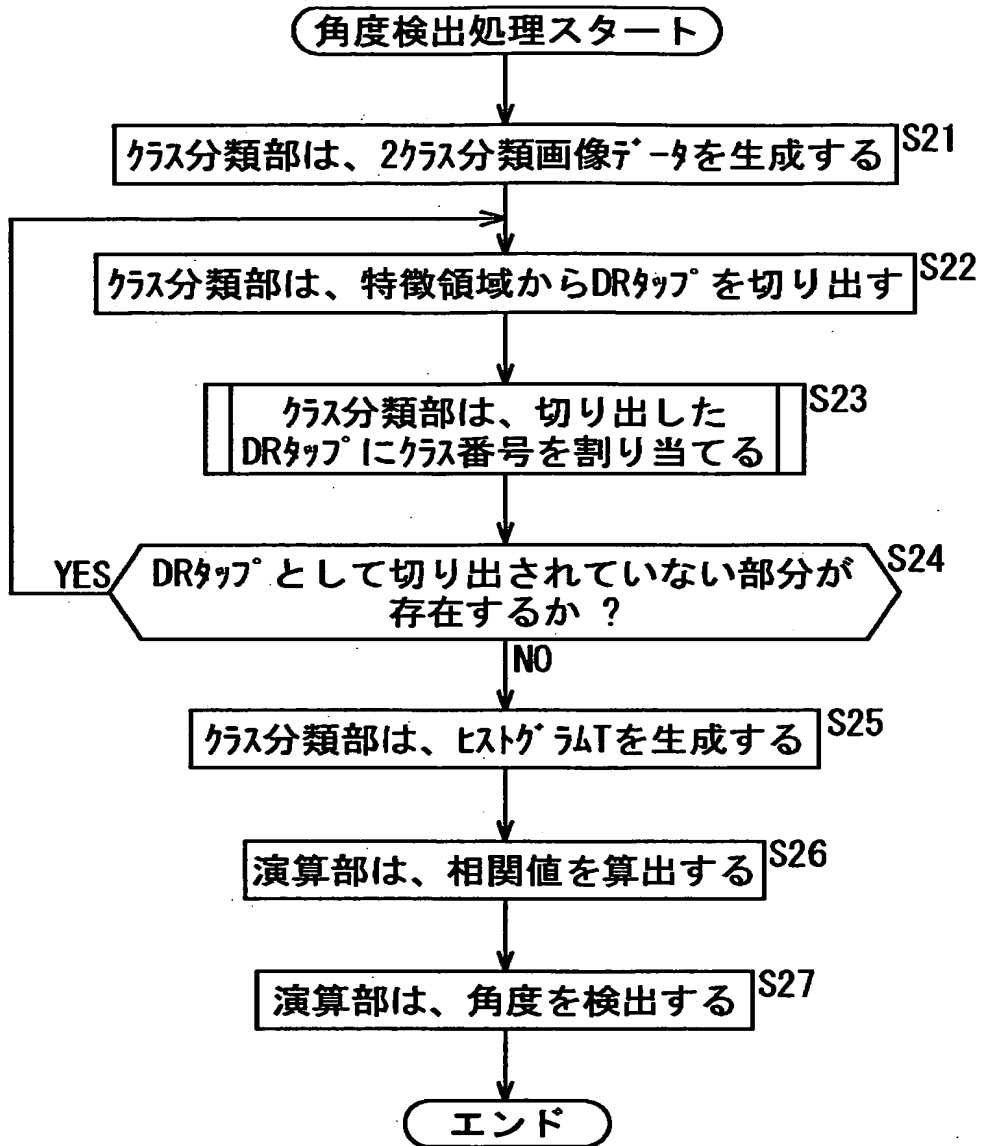 角度検出処理スタート
ｸﾗｽ分類部は、2ｸﾗｽ分類画像ﾃﾞｰﾀを生成する
S21
ｸﾗｽ分類部は、特徴領域からDRﾀｯﾌﾟを切り出す
S22
ｸﾗｽ分類部は、切り出した
DRﾀｯﾌﾟにｸﾗｽ番号を割り当てる
S23
YES
DRﾀｯﾌﾟとして切り出されていない部分が
存在するか ?
S24
NO
ｸﾗｽ分類部は、ﾋｽﾄｸﾞﾗﾑTを生成する
S25
演算部は、相関値を算出する
S26
演算部は、角度を検出する
S27
エンド